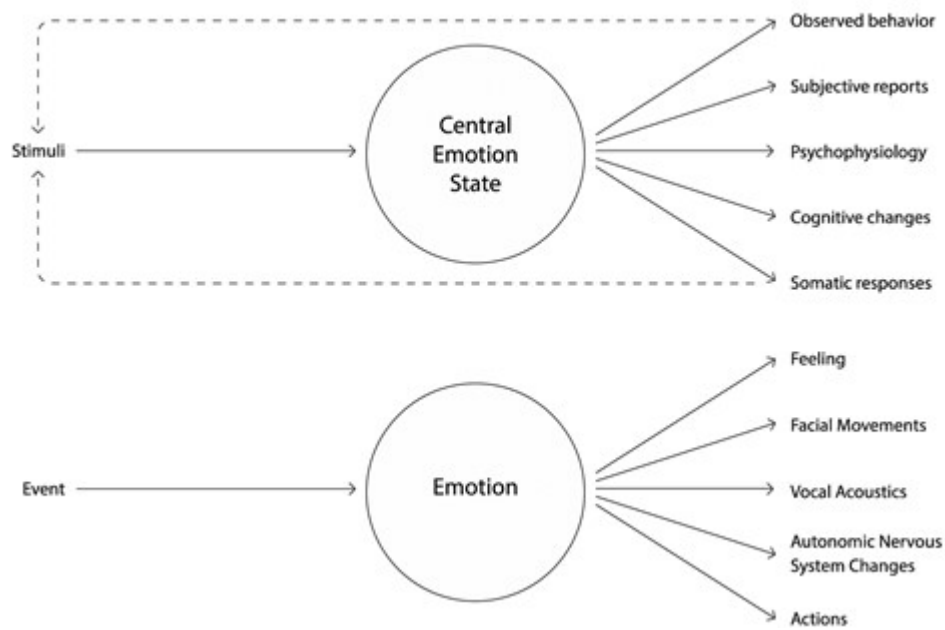 Observed behavior
Subjective reports
Stimuli
Central
Emotion
State
Psychophysiology
Cognitive changes
Somatic responses
Feeling
Facial Movements
Event
Emotion
Vocal Acoustics
Autonomic Nervous
System Changes
Actions